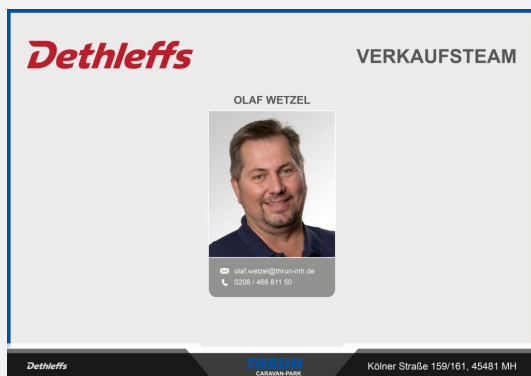 Dethleffs
VERKAUFSTEAM
OLAF WETZEL
olaf.wetzel@thrun-mh.de
0208 / 466 811 50
Dethleffs
THRUN
CARAVAN-PARK
Kölner Straße 159/161, 45481 MH